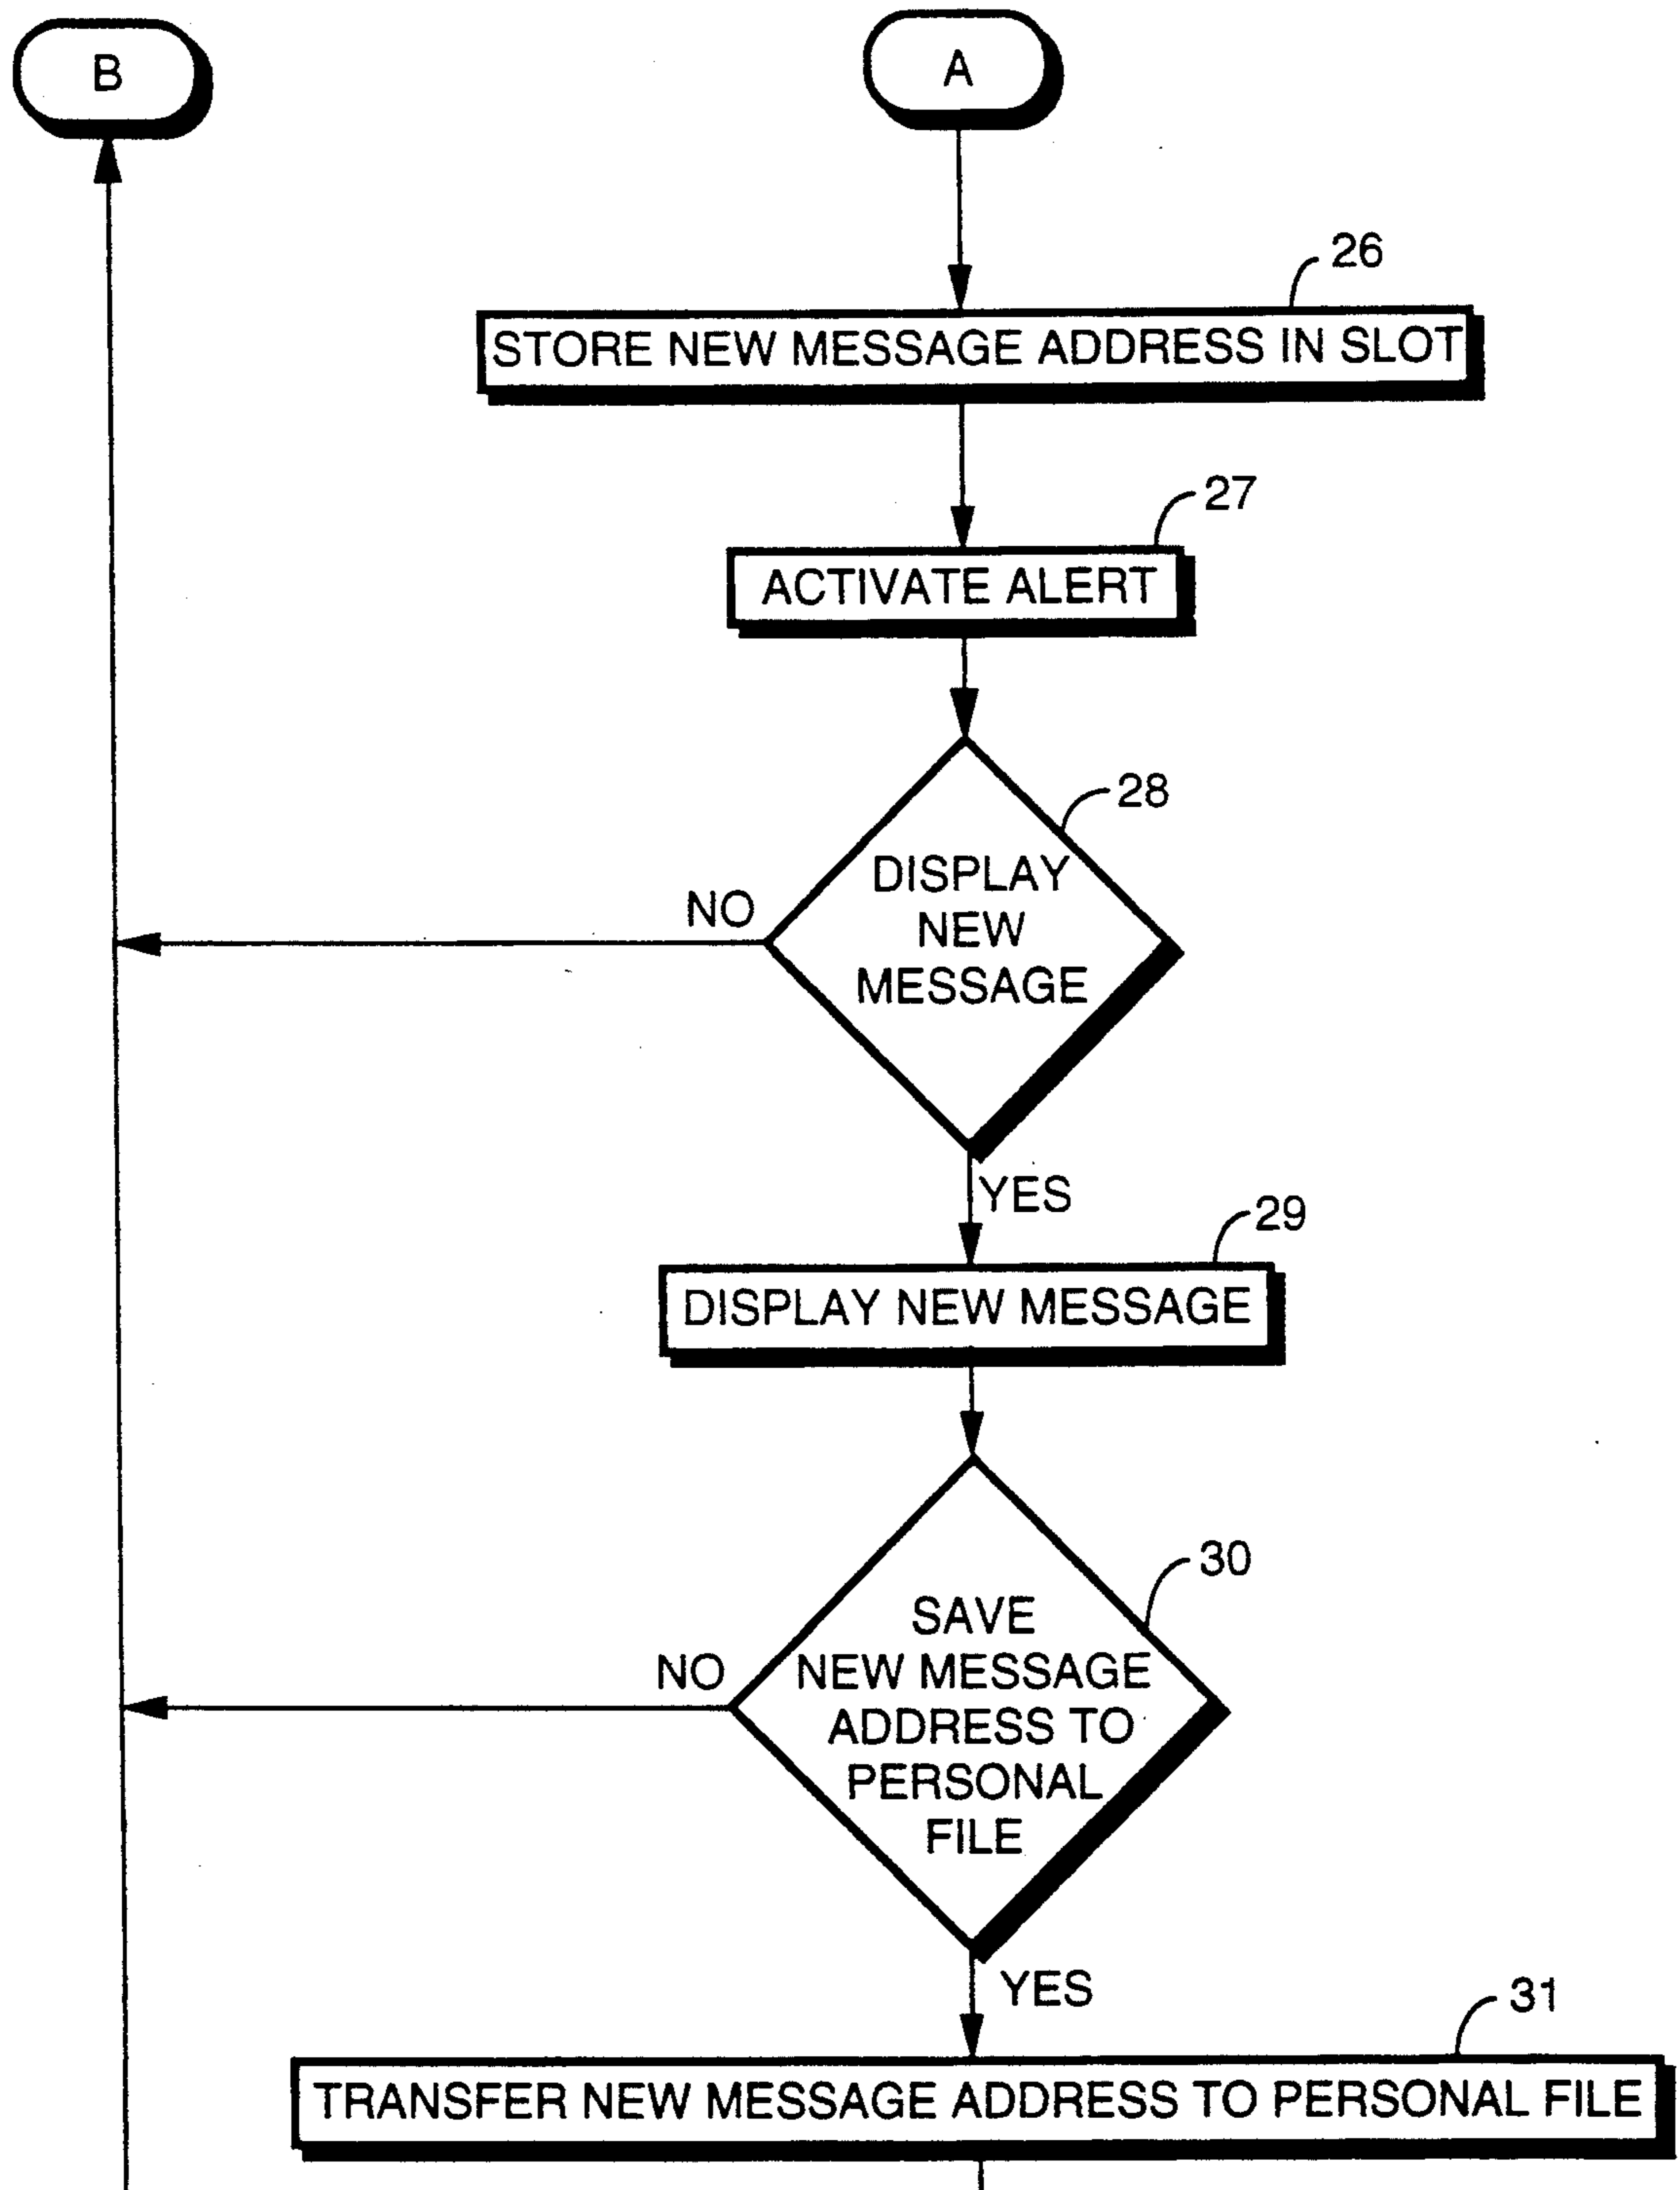 B
A
26
STORE NEW MESSAGE ADDRESS IN SLOT
27
ACTIVATE ALERT
28
DISPLAY
NEW
MESSAGE
NO
YES
29
DISPLAY NEW MESSAGE
30
SAVE
NEW MESSAGE
ADDRESS TO
PERSONAL
FILE
NO
YES
31
TRANSFER NEW MESSAGE ADDRESS TO PERSONAL FILE